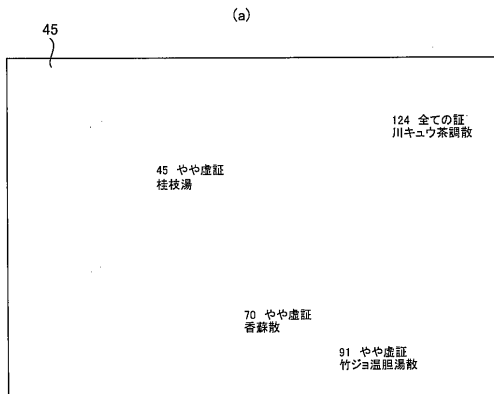 (a)
45
124 全ての証
川キュウ茶調散
45 やや虚証
桂枝湯
70 やや虚証
香蘇散
91 やや虚証
竹ジョ温胆湯散